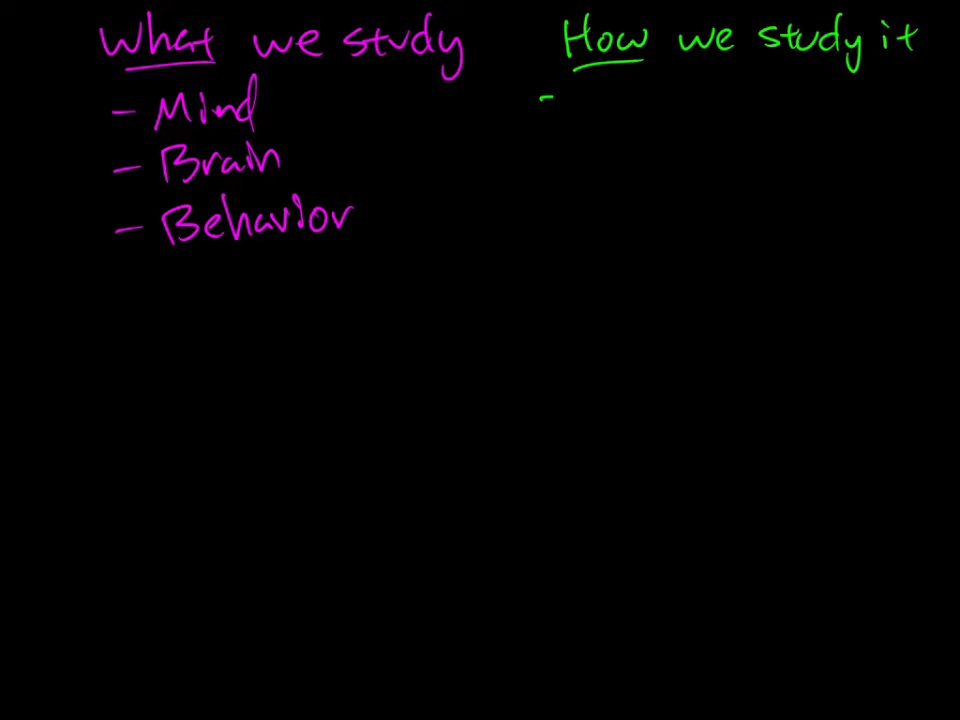 What we study
- Mind
- Brain
- Behavior
How we study it
-